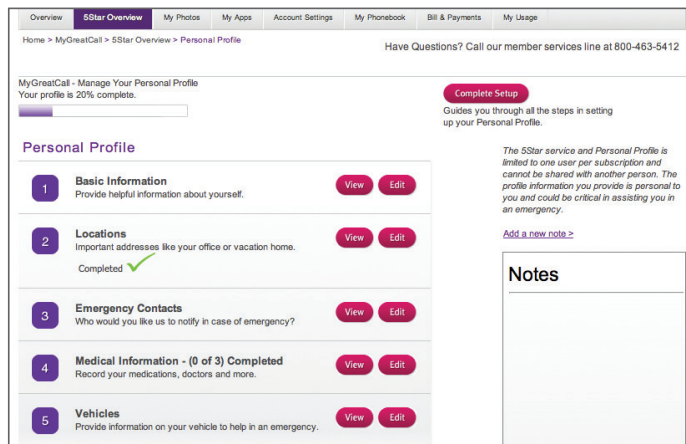 Overview 5Star Overview My Photos My Apps Account Settings My Phonebook Bill & Payments My Usage
Home > MyGreatCall > 5Star Overview > Personal Profile
Have Questions? Call our member services line at 800-463-5412
MyGreatCall - Manage Your Personal Profile
Your profile is 20% complete.
Complete Setup
Guides you through all the steps in setting
up your Personal Profile.
Personal Profile
1 Basic Information View Edit
Provide helpful information about yourself.
2 Locations View Edit
Important addresses like your office or vacation home.
Completed
3 Emergency Contacts View Edit
Who would you like us to notify in case of emergency?
4 Medical Information - (0 of 3) Completed View Edit
Record your medications, doctors and more.
5 Vehicles View Edit
Provide information on your vehicle to help in an emergency.
The 5Star service and Personal Profile is
limited to one user per subscription and
cannot be shared with another person. The
profile information you provide is personal to
you and could be critical in assisting you in
an emergency.
Add a new note >
Notes